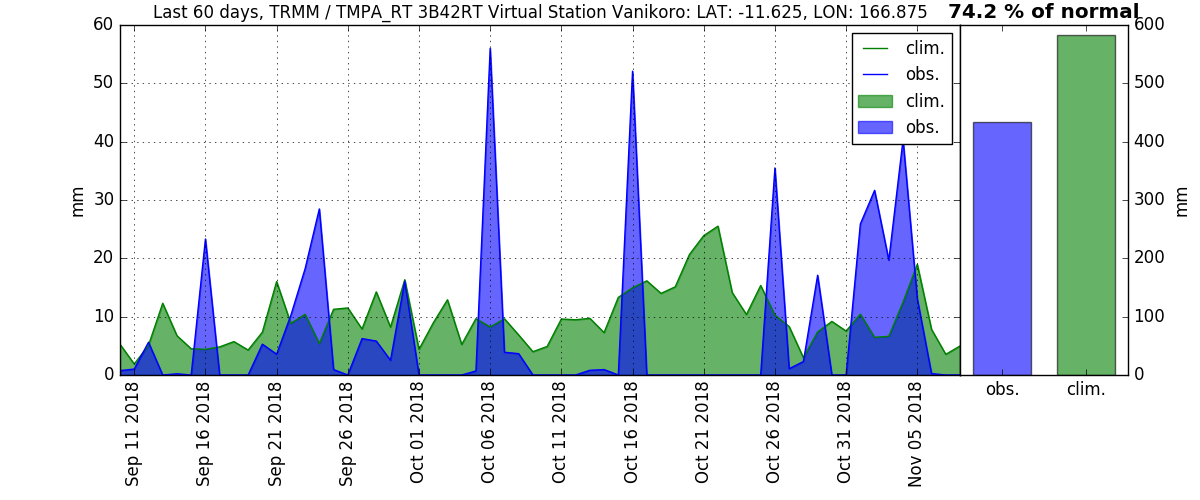 Last 60 days, TRMM / TMPA_RT 3B42RT Virtual Station Vanikoro: LAT: -11.625, LON: 166.875
74.2 % of normal
60
50
40
30
20
10
0
mm
clim.
obs.
clim.
obs.
600
500
400
300
200
100
0
mm
obs.
clim.
Sep 11 2018
Sep 16 2018
Sep 21 2018
Sep 26 2018
Oct 01 2018
Oct 06 2018
Oct 11 2018
Oct 16 2018
Oct 21 2018
Oct 26 2018
Oct 31 2018
Nov 05 2018